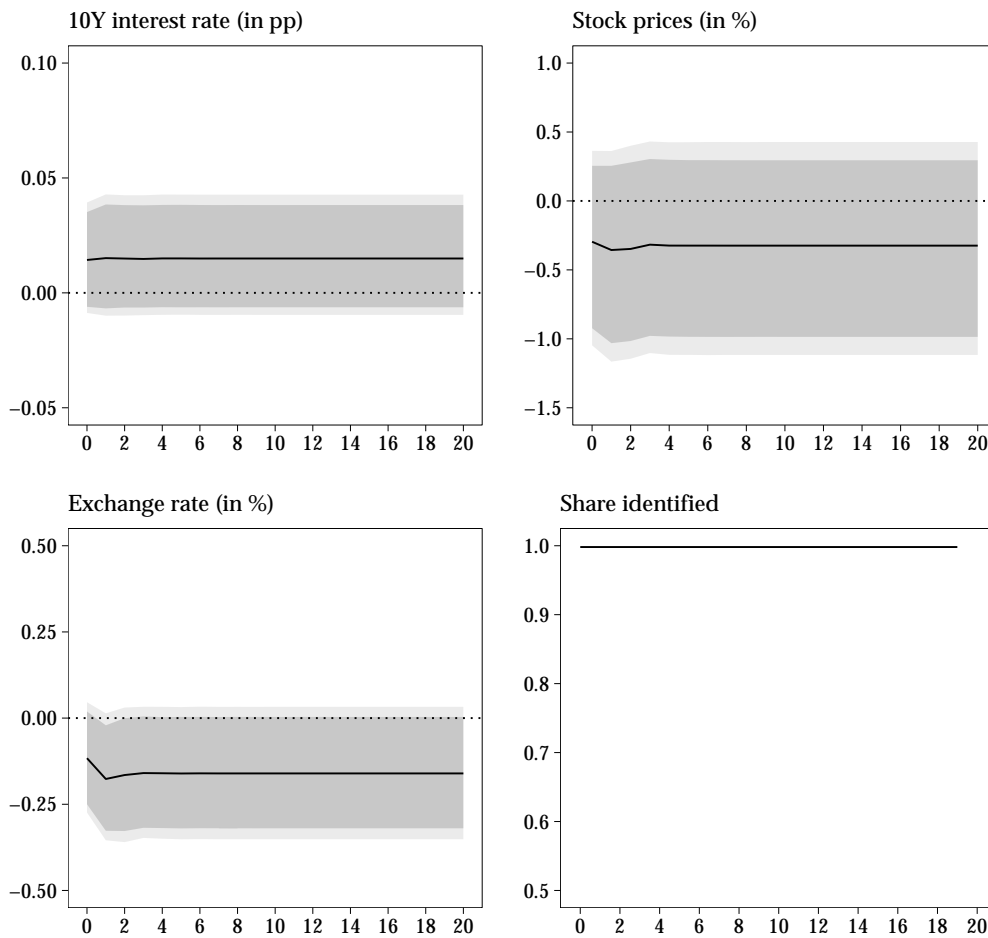 10Y interest rate (in pp)
0.10
0.05
0.00
−0.05
0 2 4 6 8 10 12 14 16 18 20
Stock prices (in %)
1.0
0.5
0.0
−0.5
−1.0
−1.5
0 2 4 6 8 10 12 14 16 18 20
Exchange rate (in %)
0.50
0.25
0.00
−0.25
−0.50
0 2 4 6 8 10 12 14 16 18 20
Share identified
1.0
0.9
0.8
0.7
0.6
0.5
0 2 4 6 8 10 12 14 16 18 20